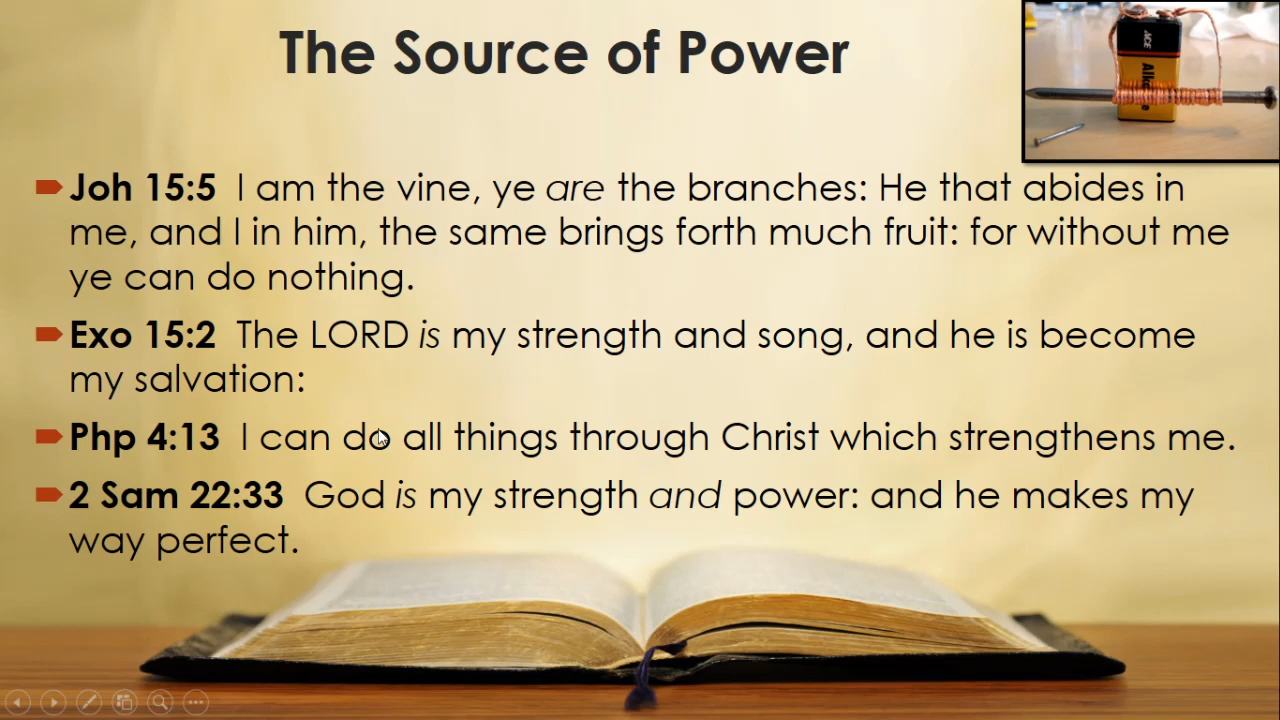 The Source of Power
ACE
Joh 15:5 I am the vine, ye are the branches: He that abides in
me, and I in him, the same brings forth much fruit: for without me
ye can do nothing.
Exo 15:2 The LORD is my strength and song, and he is become
my salvation:
Php 4:13 I can do all things through Christ which strengthens me.
2 Sam 22:33 God is my strength and power: and he makes my
way perfect.